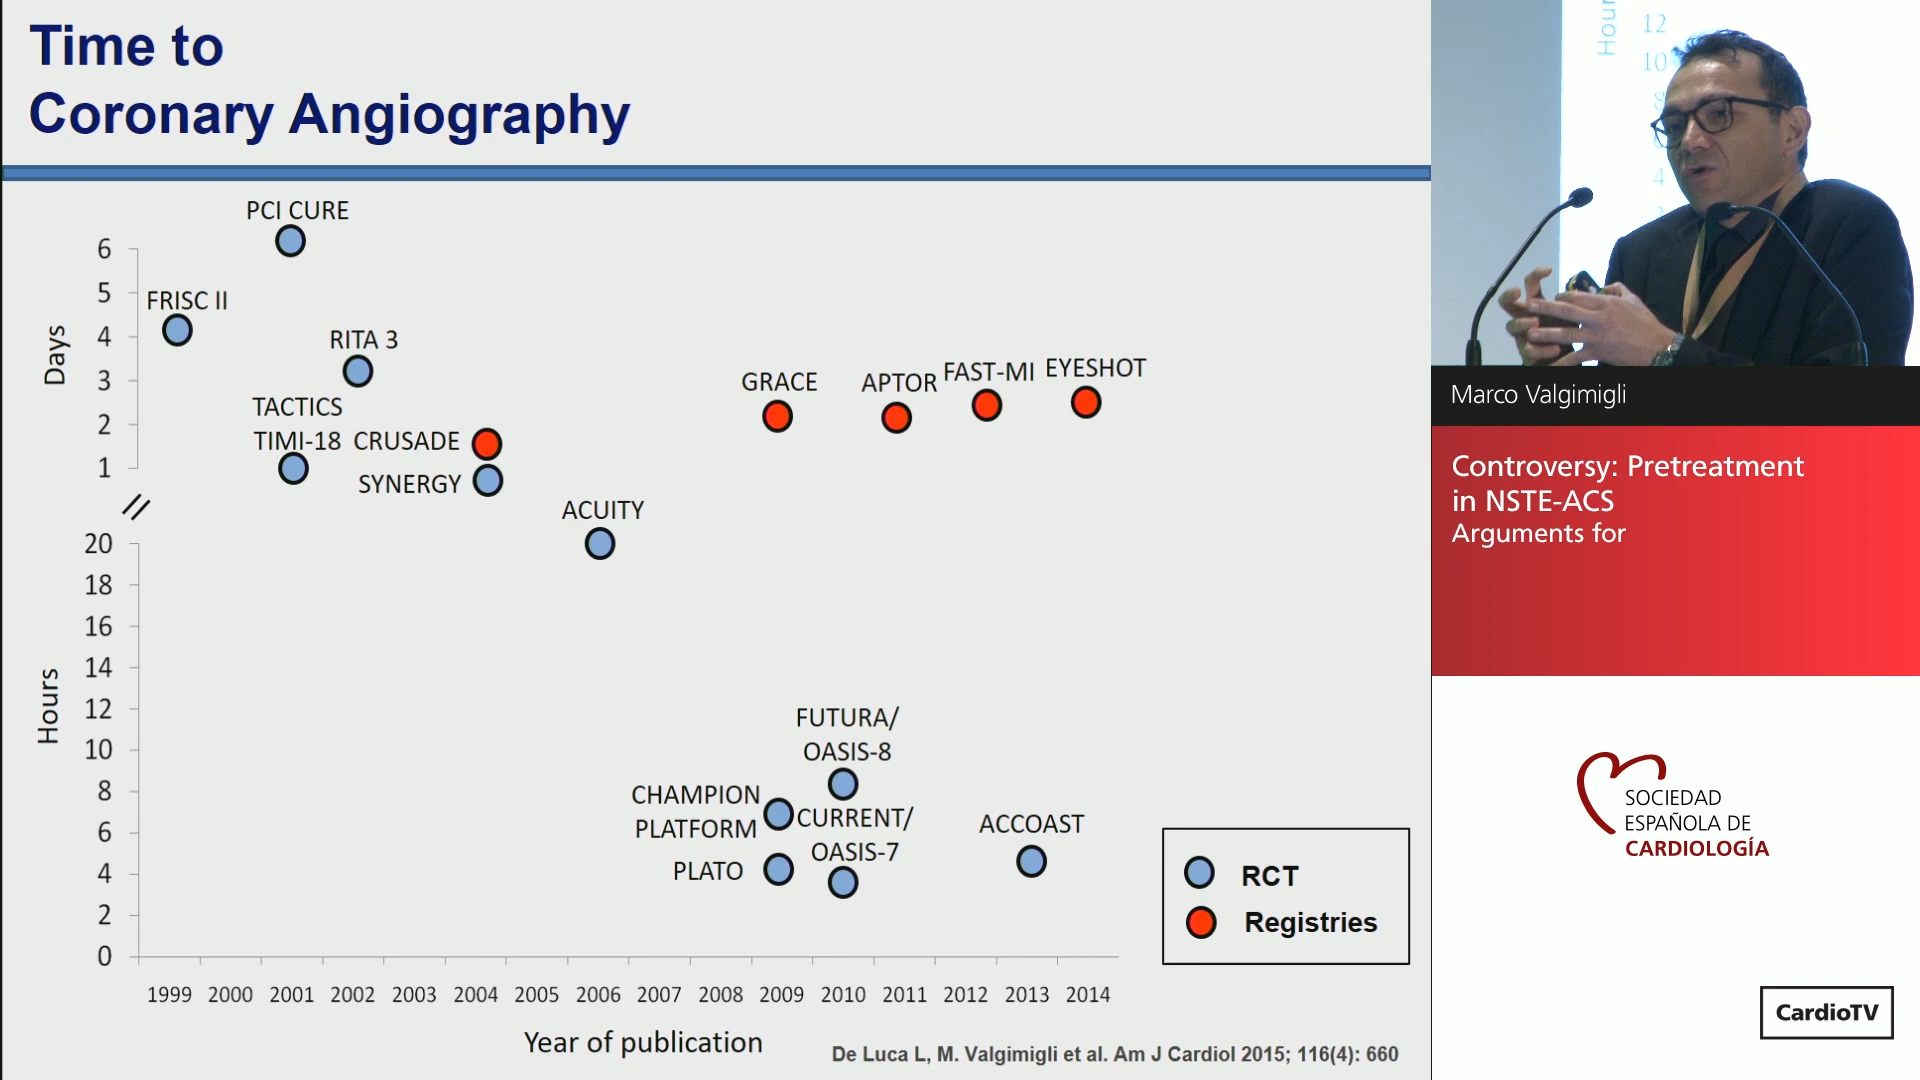 Time to
Coronary Angiography
PCI CURE
FRISC II
RITA 3
TACTICS
TIMI-18
CRUSADE
SYNERGY
ACUITY
GRACE
APTOR
FAST-MI
EYESHOT
FUTURA/
OASIS-8
CHAMPION
PLATFORM
CURRENT/
OASIS-7
PLATO
ACCOAST
Days
6
5
4
3
2
1
Hours
20
18
16
14
12
10
8
6
4
2
0
1999 2000 2001 2002 2003 2004 2005 2006 2007 2008 2009 2010 2011 2012 2013 2014
Year of publication
RCT
Registries
De Luca L, M. Valgimigli et al. Am J Cardiol 2015; 116(4): 660
12
10
8
4
Marco Valgimigli
Controversy: Pretreatment
in NSTE-ACS
Arguments for
SOCIEDAD
ESPAÑOLA DE
CARDIOLOGÍA
CardioTV